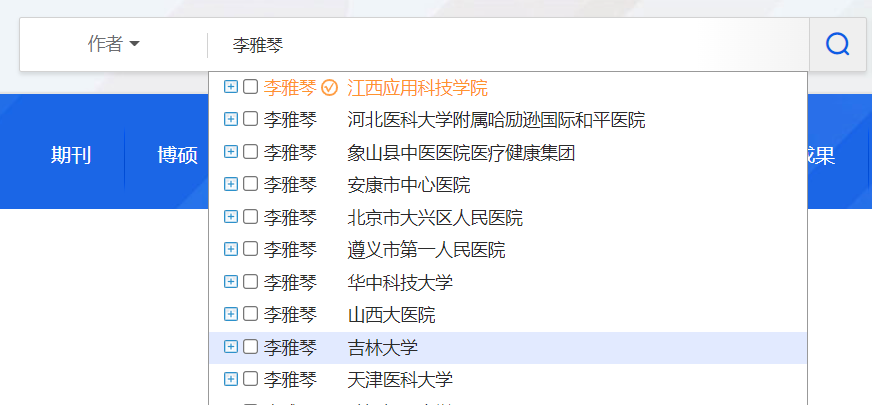 作者 李雅琴
李雅琴 江西应用科技学院
李雅琴 河北医科大学附属哈励逊国际和平医院
期刊 博硕 李雅琴 象山县中医医院医疗健康集团 成果
李雅琴 安康市中心医院
李雅琴 北京市大兴区人民医院
李雅琴 遵义市第一人民医院
李雅琴 华中科技大学
李雅琴 山西大医院
李雅琴 吉林大学
李雅琴 天津医科大学